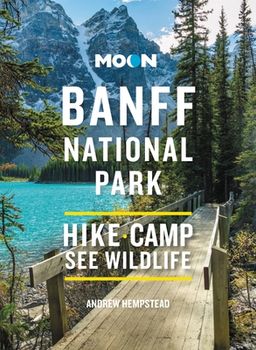 MOON
BANFF
NATIONAL
PARK
HIKE·CAMP
SEE WILDLIFE
ANDREW HEMPSTEAD